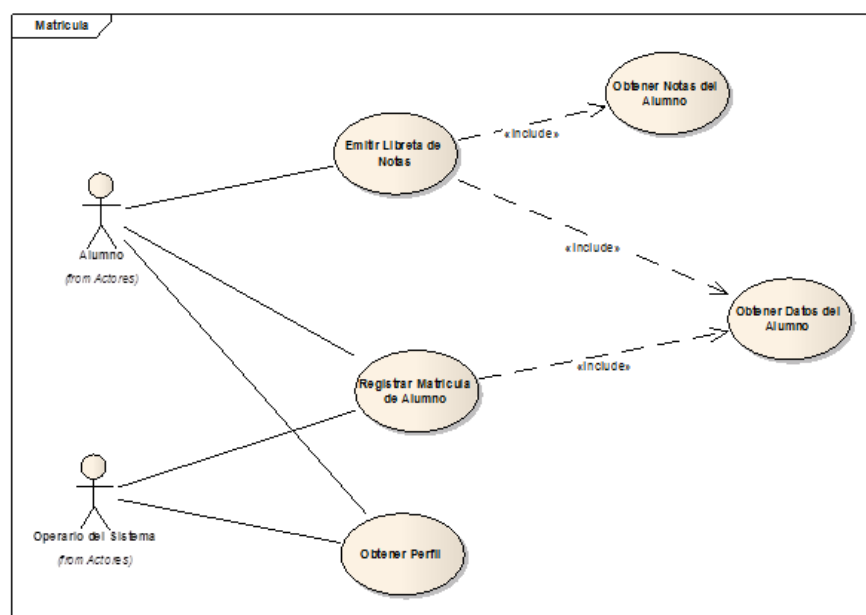 Matricula
Obtener Notas del
Alumno
Emitir Libreta de
Notas
«include»
Alumno
(from Actores)
«include»
Obtener Datos del
Alumno
Registrar Matricula
de Alumno
«include»
Operario del Sistema
(from Actores)
Obtener Perfil